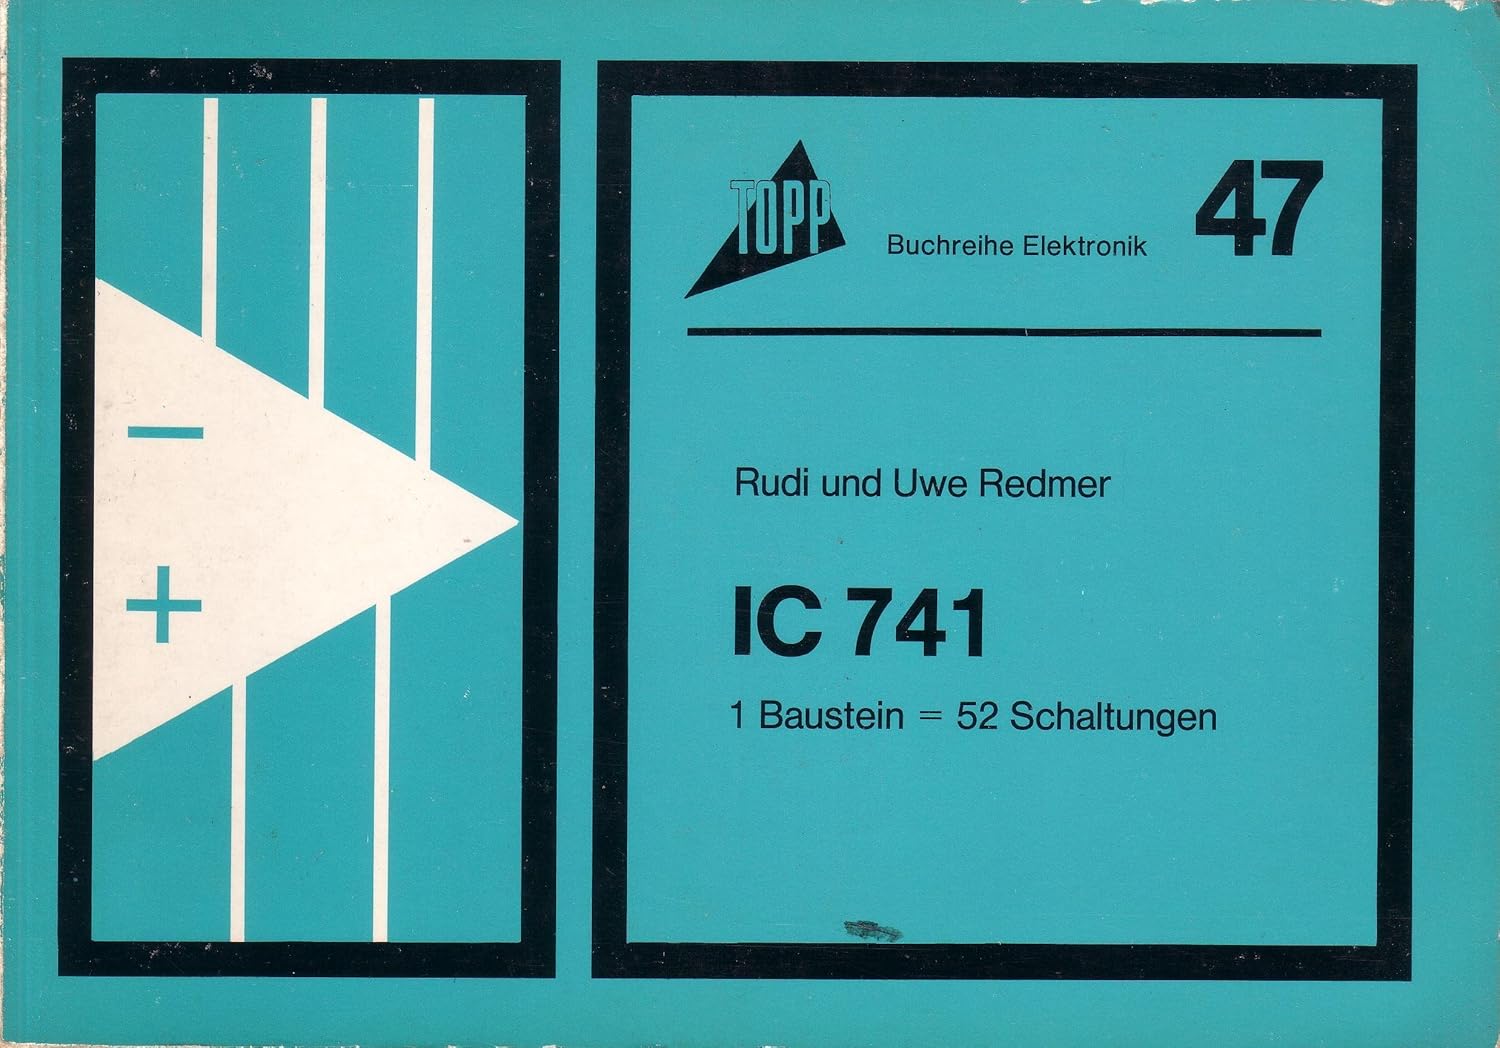 TOPP
Buchreihe Elektronik
47
Rudi und Uwe Redmer
IC 741
1 Baustein = 52 Schaltungen
−
+